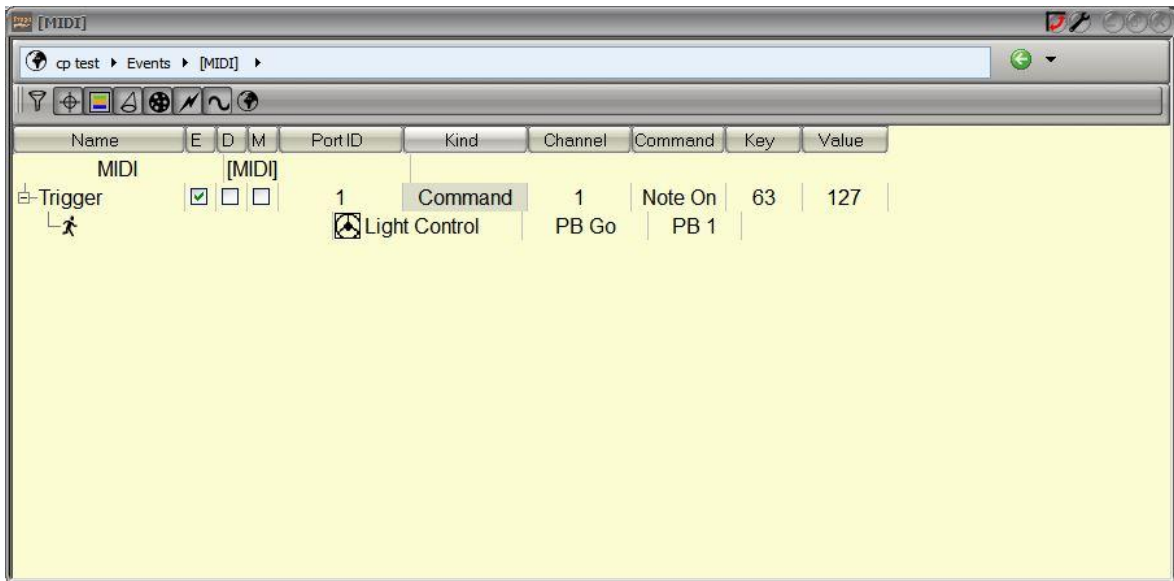 [MIDI]
cp test Events [MIDI]
Name E D M Port ID Kind Channel Command Key Value
MIDI [MIDI]
Trigger 1 Command 1 Note On 63 127
Light Control PB Go PB 1